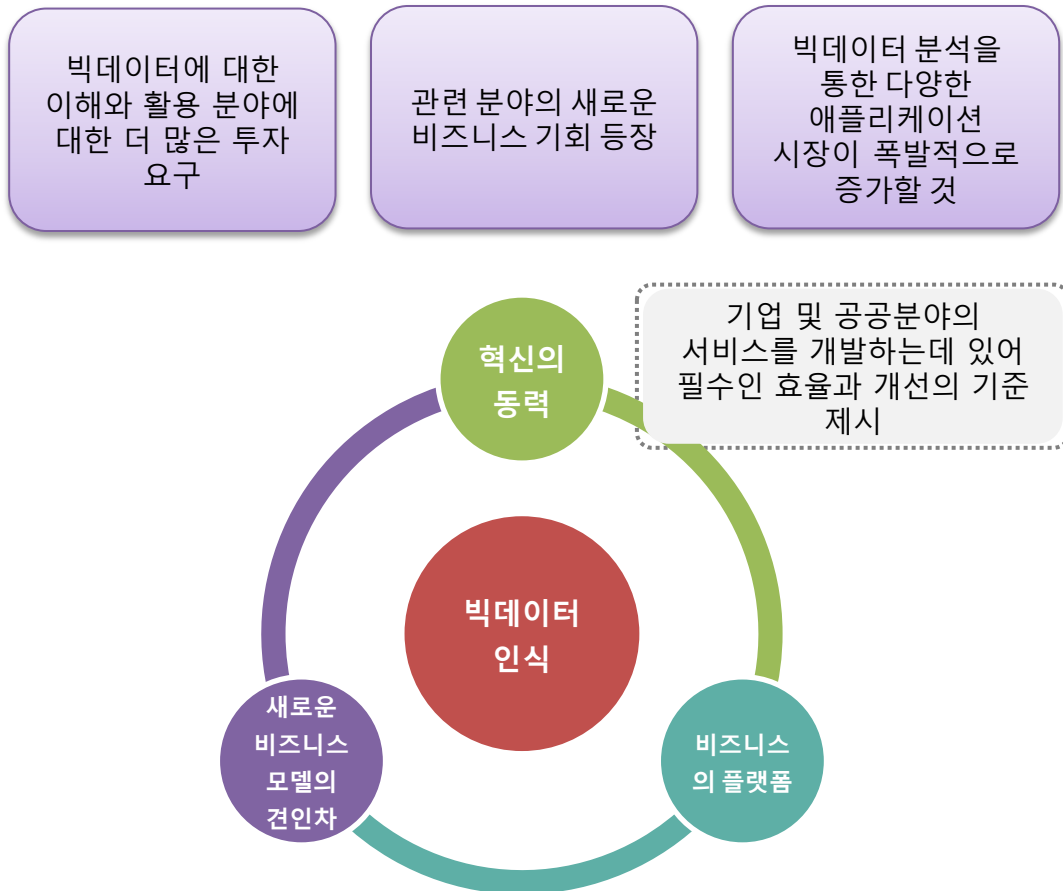 빅데이터에 대한
이해와 활용 분야에
대한 더 많은 투자
요구
관련 분야의 새로운
비즈니스 기회 등장
빅데이터 분석을
통한 다양한
애플리케이션
시장이 폭발적으로
증가할 것
혁신의
동력
기업 및 공공분야의
서비스를 개발하는데 있어
필수인 효율과 개선의 기준
제시
빅데이터
인식
새로운
비즈니스
모델의
견인차
비즈니스
의 플랫폼